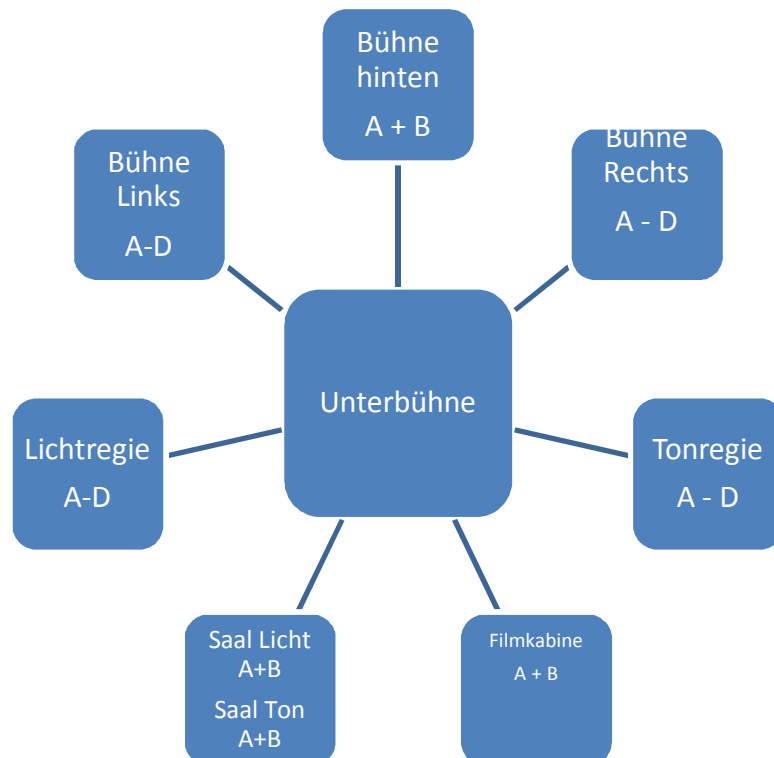 Bühne
hinten
A + B
Bühne
Links
A-D
Bühne
Rechts
A - D
Unterbühne
Lichtregie
A-D
Tonregie
A - D
Saal Licht
A+B
Saal Ton
A+B
Filmkabine
A + B